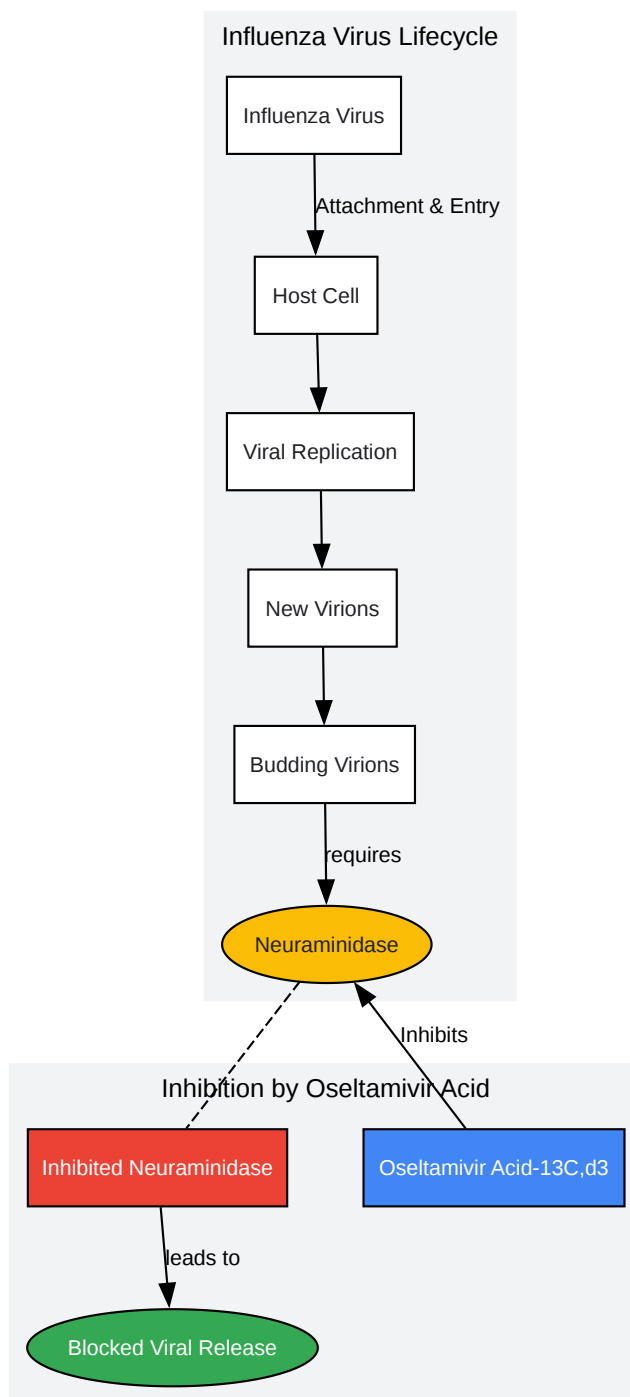 Influenza Virus Lifecycle
Influenza Virus
Attachment & Entry
Host Cell
Viral Replication
New Virions
Budding Virions
requires
Neuraminidase
Inhibits
Inhibition by Oseltamivir Acid
Inhibited Neuraminidase
Oseltamivir Acid-13C,d3
leads to
Blocked Viral Release